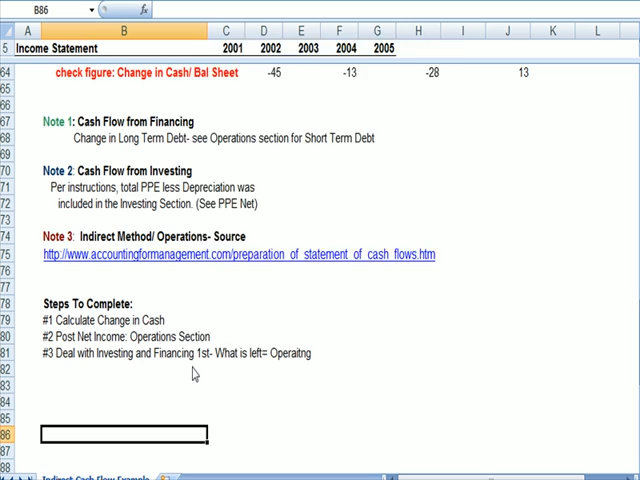 B86
fx
A B C D E F G H I J K L
5 Income Statement 2001 2002 2003 2004 2005
64 check figure: Change in Cash/ Bal Sheet -45 -13 -28 13
65
66
67 Note 1: Cash Flow from Financing
68 Change in Long Term Debt- see Operations section for Short Term Debt
69
70 Note 2: Cash Flow from Investing
71 Per instructions, total PPE less Depreciation was
72 included in the Investing Section. (See PPE Net)
73
74 Note 3: Indirect Method/ Operations- Source
75 http://www.accountingformanagement.com/preparation_of_statement_of_cash_flows.htm
76
77
78 Steps To Complete:
79 #1 Calculate Change in Cash
80 #2 Post Net Income: Operations Section
81 #3 Deal with Investing and Financing 1st- What is left= Operaitng
82
83
84
85
86
87
88
Indirect Cash Flow Example